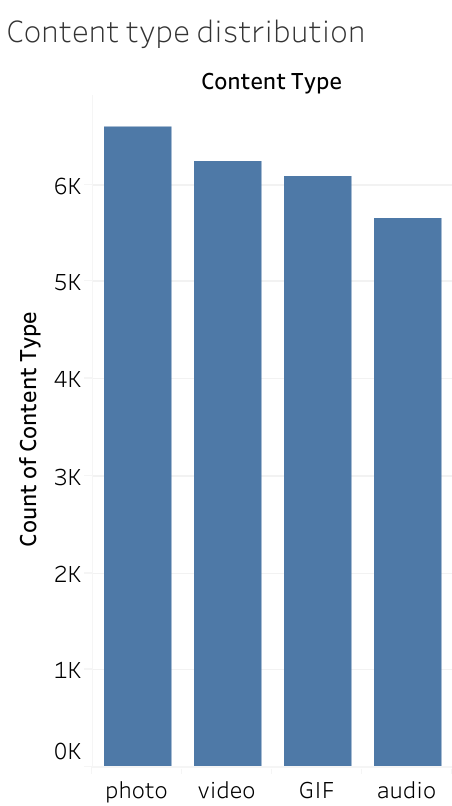 Content type distribution
Content Type
Count of Content Type
6K
5K
4K
3K
2K
1K
0K
photo video GIF audio